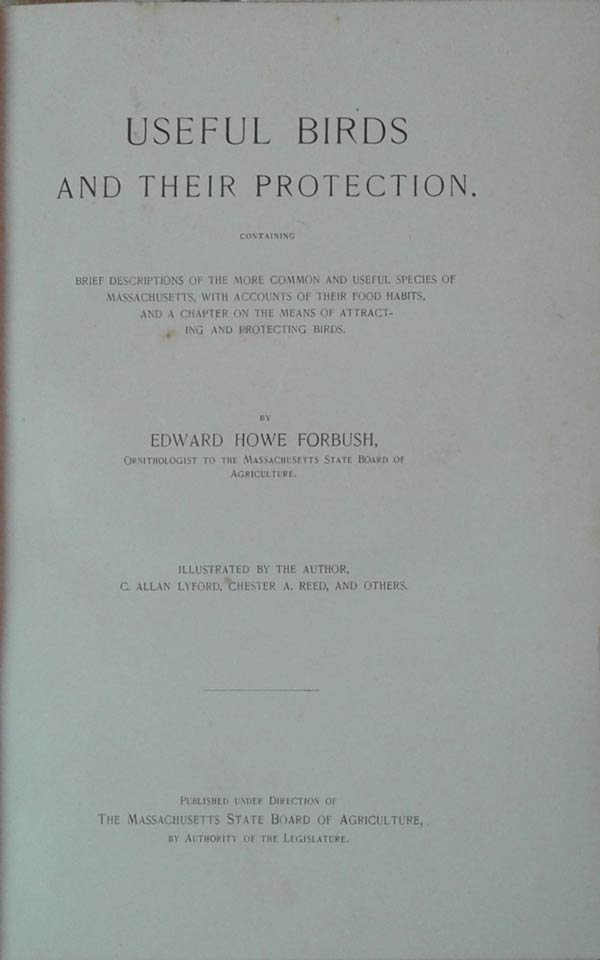 USEFUL BIRDS
AND THEIR PROTECTION.
CONTAINING
BRIEF DESCRIPTIONS OF THE MORE COMMON AND USEFUL SPECIES OF
MASSACHUSETTS, WITH ACCOUNTS OF THEIR FOOD HABITS,
AND A CHAPTER ON THE MEANS OF ATTRACT-
ING AND PROTECTING BIRDS.
BY
EDWARD HOWE FORBUSH,
ORNITHOLOGIST TO THE MASSACHUSETTS STATE BOARD OF
AGRICULTURE.
ILLUSTRATED BY THE AUTHOR,
C. ALLAN LYFORD, CHESTER A. REED, AND OTHERS.
PUBLISHED UNDER DIRECTION OF
THE MASSACHUSETTS STATE BOARD OF AGRICULTURE,
BY AUTHORITY OF THE LEGISLATURE.